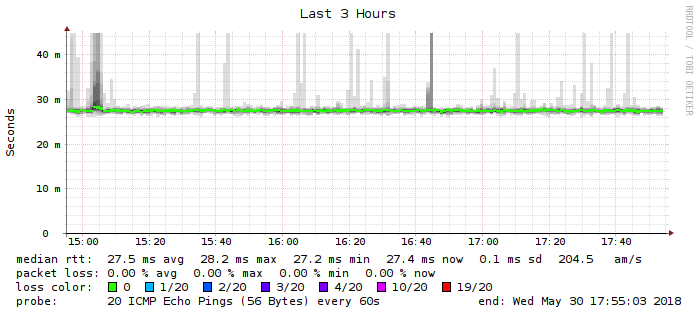 Last 3 Hours
RRDTOOL / TOBI OETIKER
Seconds
40 m
30 m
20 m
10 m
0
15:00 15:20 15:40 16:00 16:20 16:40 17:00 17:20 17:40
median rtt: 27.5 ms avg 28.2 ms max 27.2 ms min 27.4 ms now 0.1 ms sd 204.5 am/s
packet loss: 0.00 % avg 0.00 % max 0.00 % min 0.00 % now
loss color: 0 1/20 2/20 3/20 4/20 10/20 19/20
probe: 20 ICMP Echo Pings (56 Bytes) every 60s end: Wed May 30 17:55:03 2018